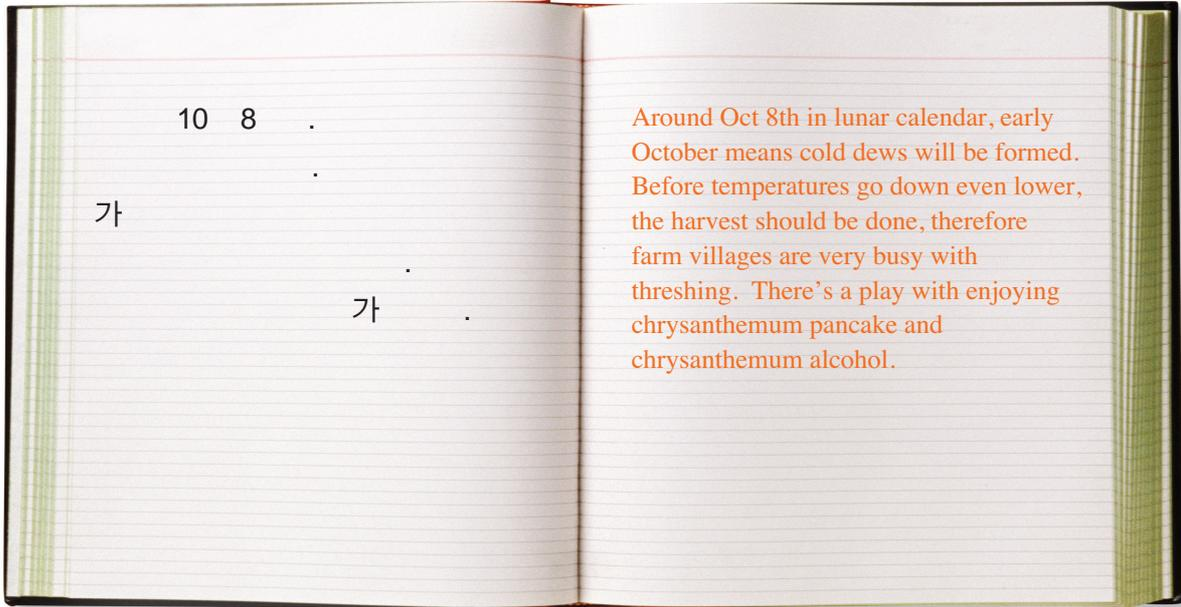 10 8 .
.
가
.
가 .
Around Oct 8th in lunar calendar, early
October means cold dews will be formed.
Before temperatures go down even lower,
the harvest should be done, therefore
farm villages are very busy with
threshing.  There’s a play with enjoying
chrysanthemum pancake and
chrysanthemum alcohol.